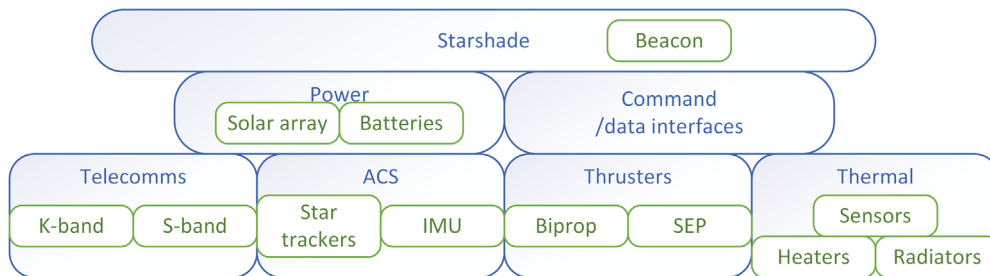 Starshade
Beacon
Power
Solar array
Batteries
Command
/data interfaces
Telecomms
K-band
S-band
ACS
Star
trackers
IMU
Thrusters
Biprop
SEP
Thermal
Sensors
Heaters
Radiators